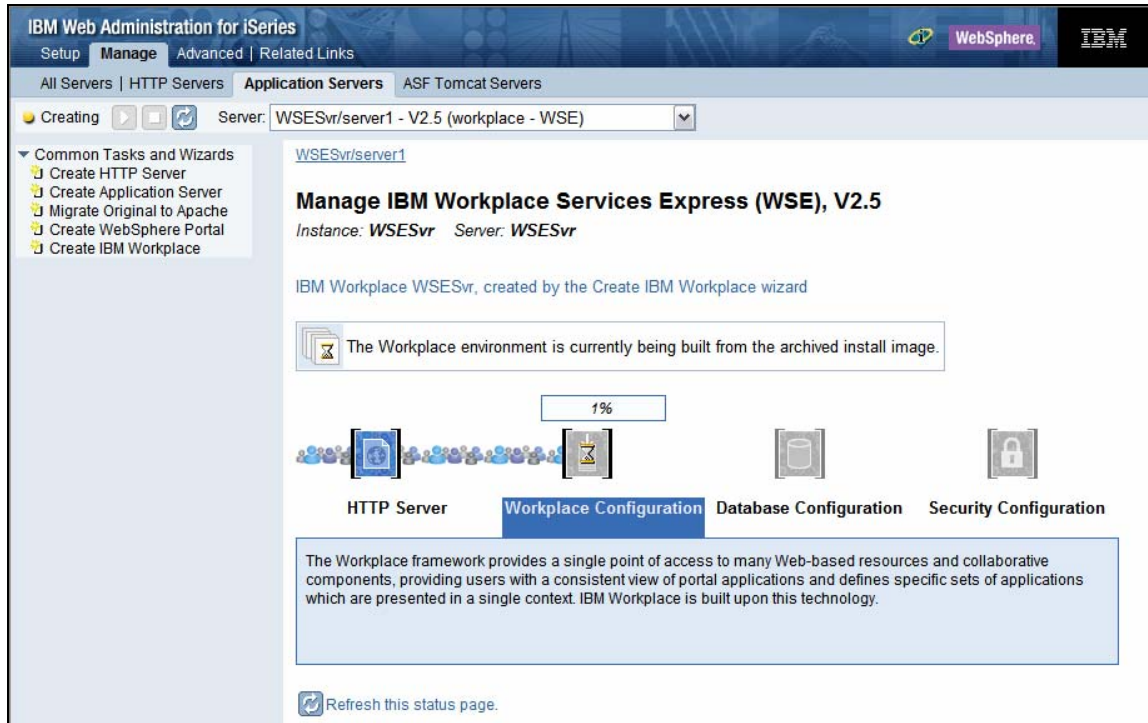 IBM Web Administration for iSeries
Setup Manage Advanced | Related Links
WebSphere.
IBM
All Servers | HTTP Servers Application Servers ASF Tomcat Servers
Creating Server: WSESvr/server1 - V2.5 (workplace - WSE)
Common Tasks and Wizards
Create HTTP Server
Create Application Server
Migrate Original to Apache
Create WebSphere Portal
Create IBM Workplace
WSESvr/server1
Manage IBM Workplace Services Express (WSE), V2.5
Instance: WSESvr Server: WSESvr
IBM Workplace WSESvr, created by the Create IBM Workplace wizard
The Workplace environment is currently being built from the archived install image.
1%
HTTP Server Workplace Configuration Database Configuration Security Configuration
The Workplace framework provides a single point of access to many Web-based resources and collaborative
components, providing users with a consistent view of portal applications and defines specific sets of applications
which are presented in a single context. IBM Workplace is built upon this technology.
Refresh this status page.